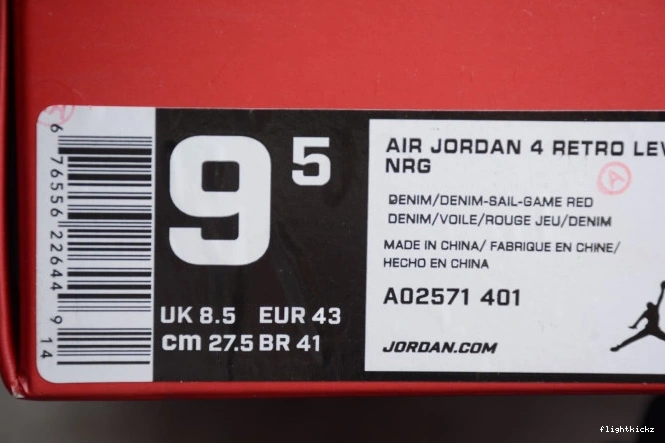 6 76556 22644 9 14
9 5
UK 8.5 EUR 43
cm 27.5 BR 41
AIR JORDAN 4 RETRO LEV
NRG
DENIM/DENIM-SAIL-GAME RED
DENIM/VOILE/ROUGE JEU/DENIM
MADE IN CHINA/ FABRIQUE EN CHINE/
HECHO EN CHINA
AO2571 401
JORDAN.COM
A
flightkickz